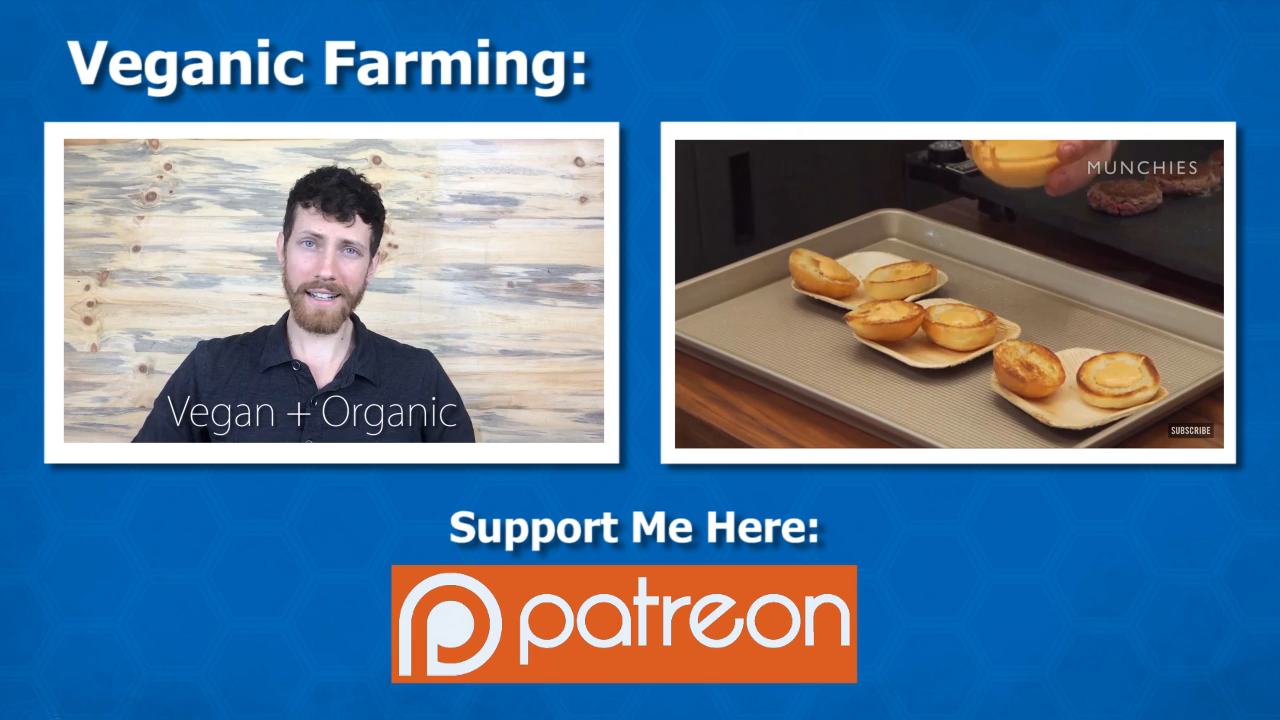 Veganic Farming:
MUNCHIES
Vegan + Organic
SUBSCRIBE
Support Me Here:
patreon